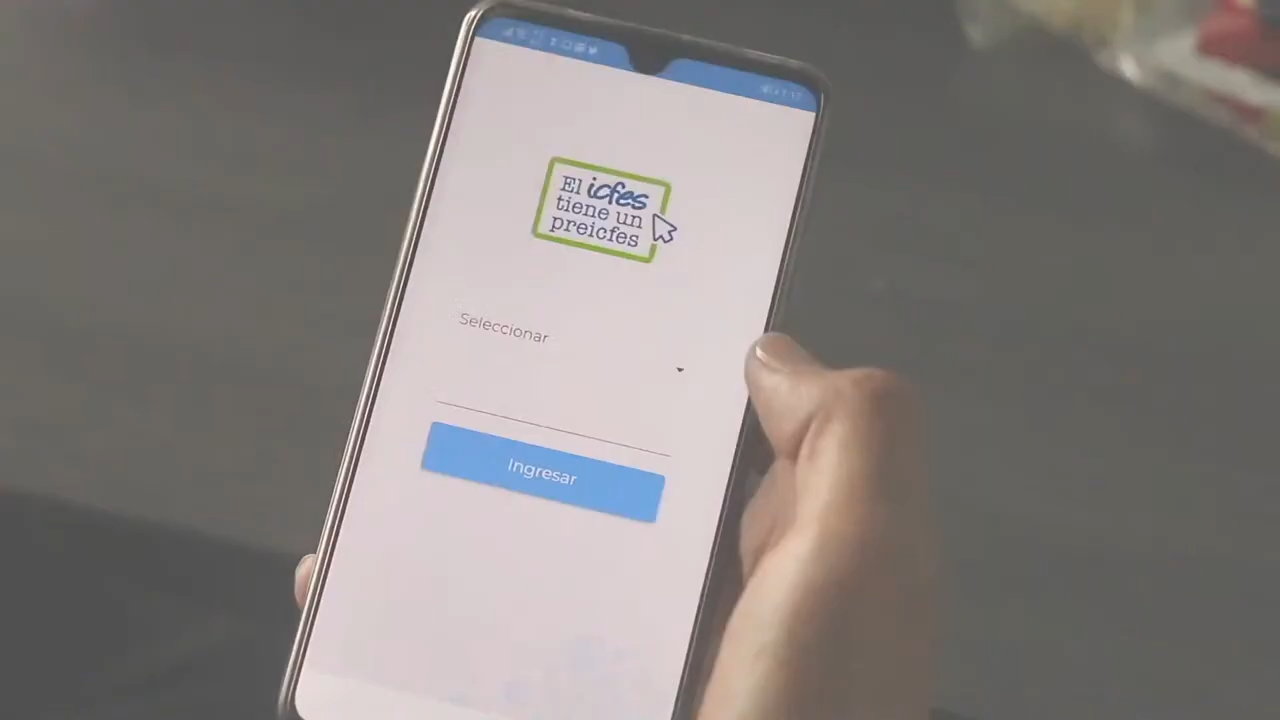 El icfes
tiene un
preicfes
Seleccionar
Ingresar